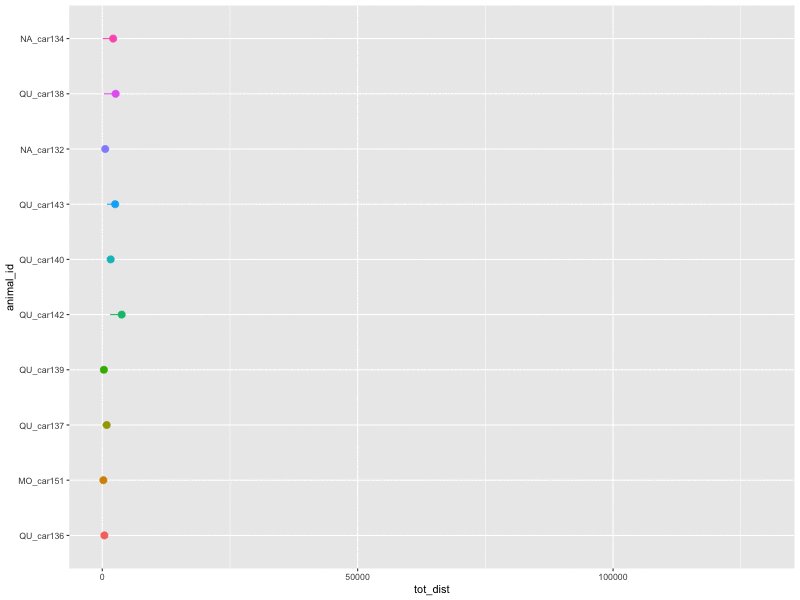 NA_car134
QU_car138
NA_car132
QU_car143
QU_car140
QU_car142
QU_car139
QU_car137
MO_car151
QU_car136
animal_id
0 50000 100000
tot_dist